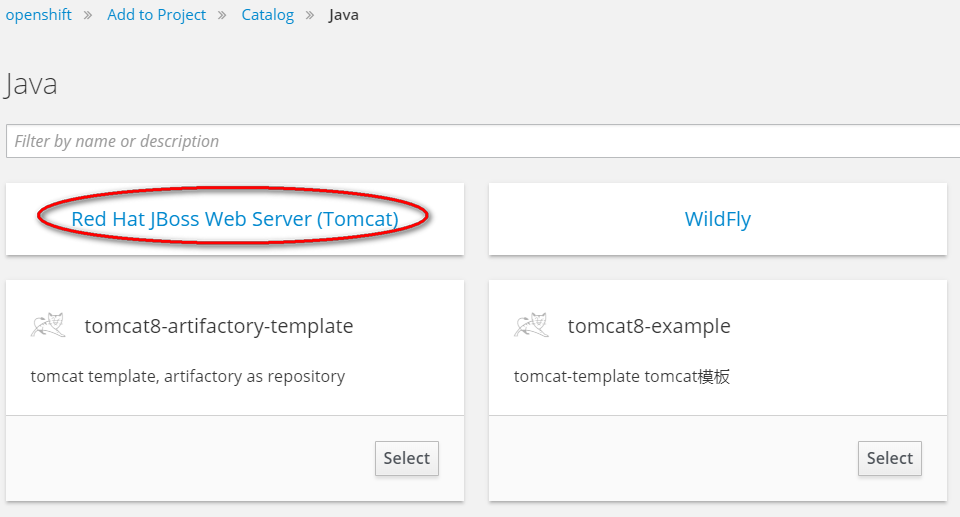 openshift » Add to Project » Catalog » Java
Java
Filter by name or description
Red Hat JBoss Web Server (Tomcat)
WildFly
tomcat8-artifactory-template
tomcat template, artifactory as repository
Select
tomcat8-example
tomcat-template tomcat模板
Select